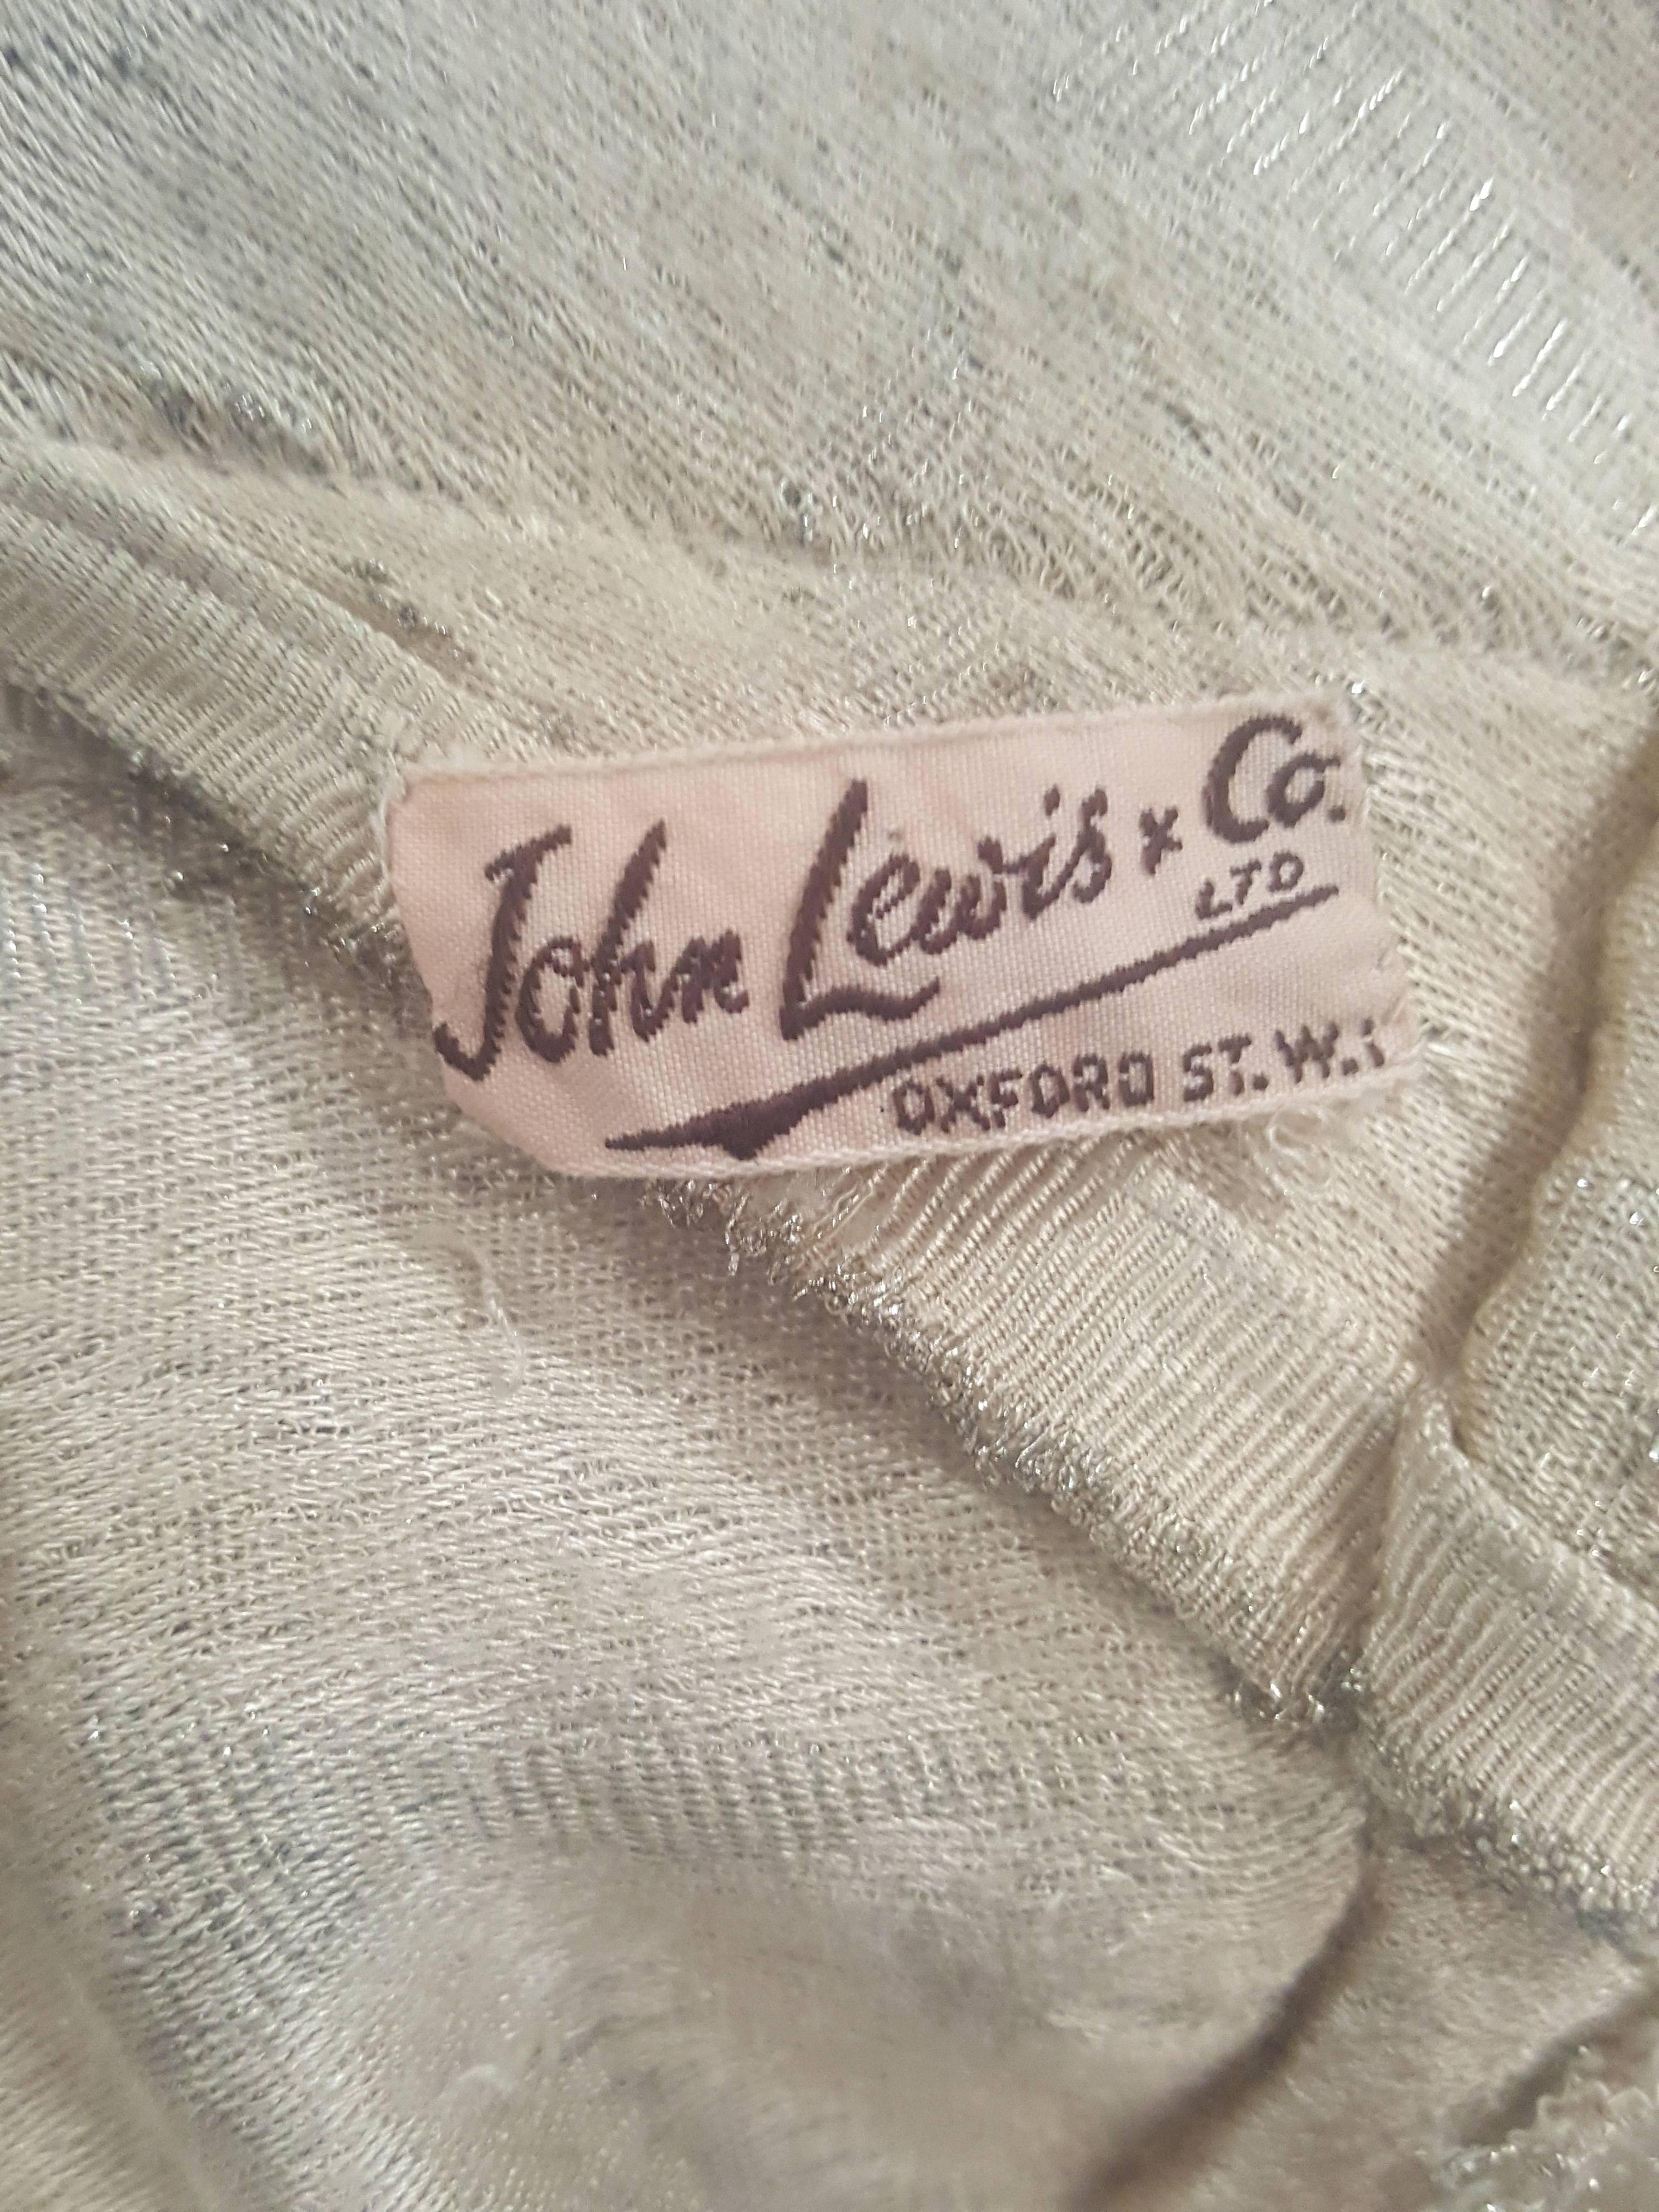 John Lewis & Co.
LTD
OXFORD ST. W.1